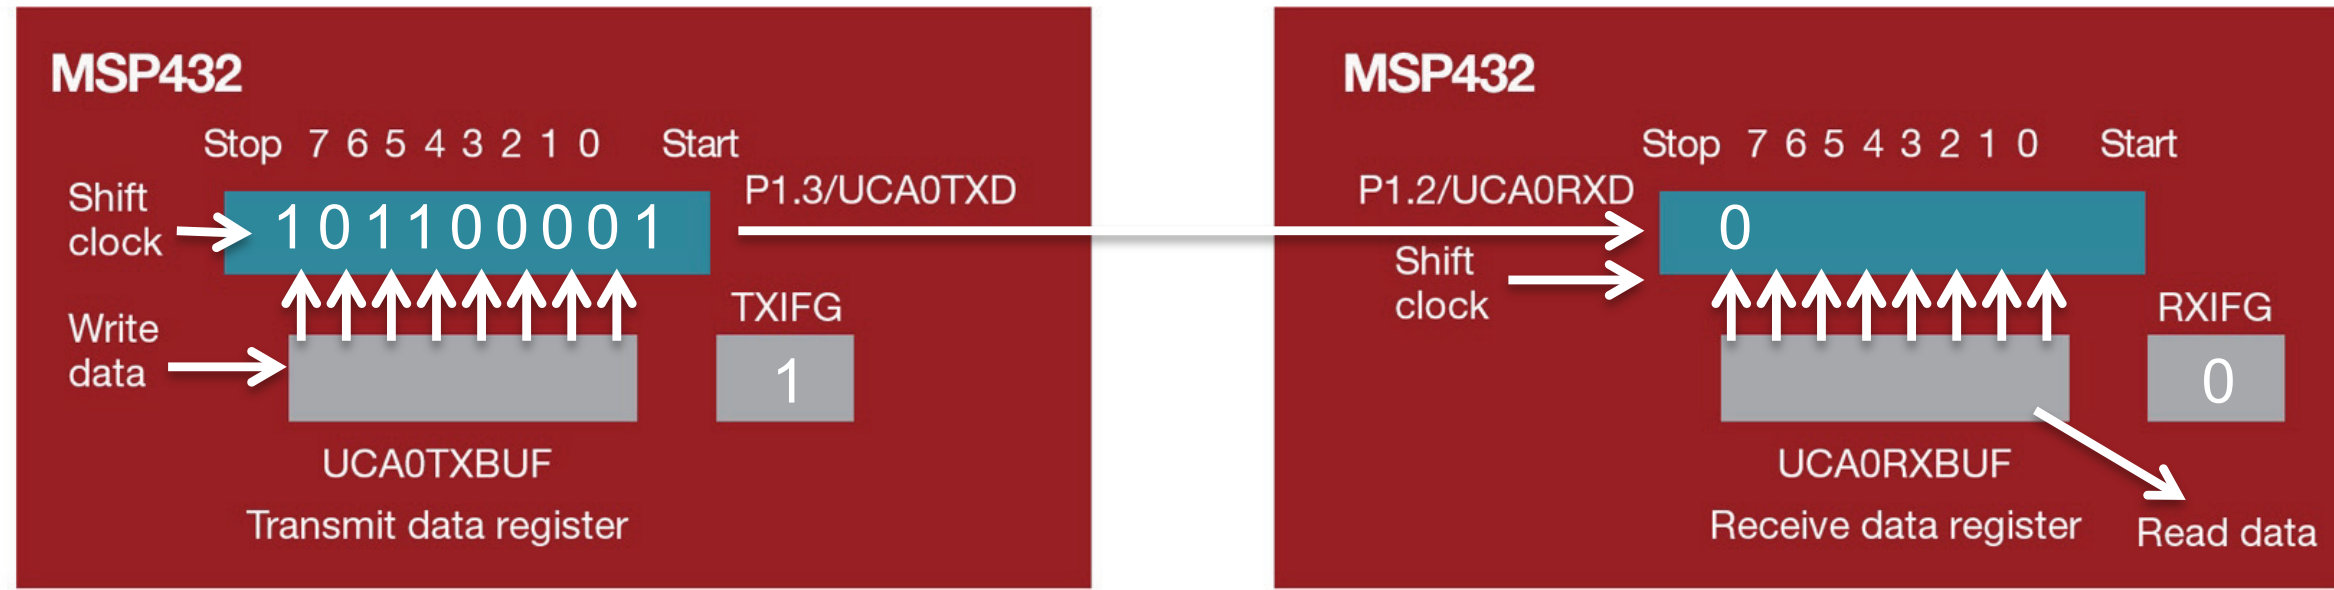 MSP432
Stop 7 6 5 4 3 2 1 0 Start
Shift
clock
1 0 1 1 0 0 0 0 1
P1.3/UCA0TXD
Write
data
TXIFG
1
UCA0TXBUF
Transmit data register
MSP432
Stop 7 6 5 4 3 2 1 0 Start
P1.2/UCA0RXD
0
Shift
clock
RXIFG
0
UCA0RXBUF
Receive data register
Read data